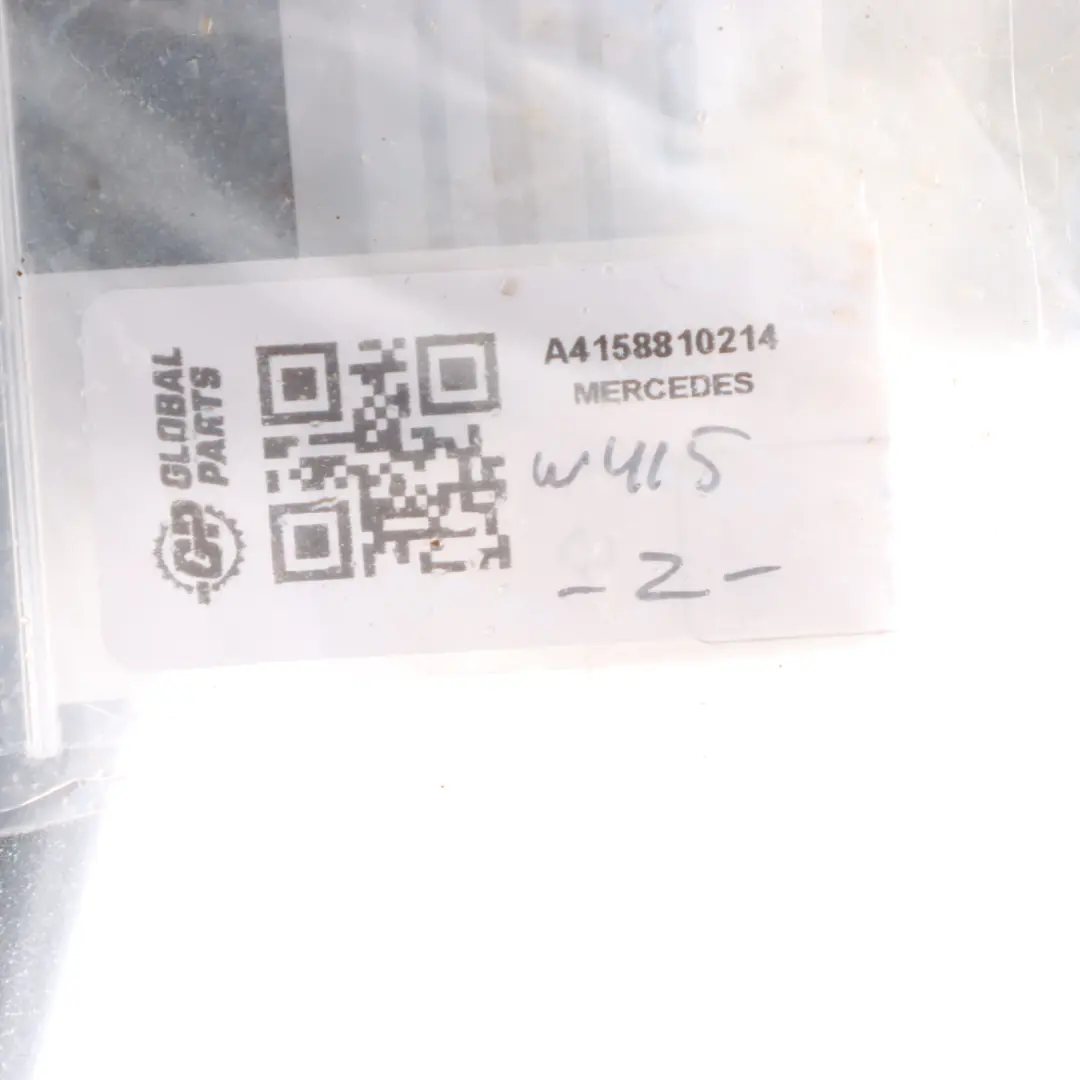 GLOBAL
PARTS
GP
A4158810214
MERCEDES
W415
- 2 -